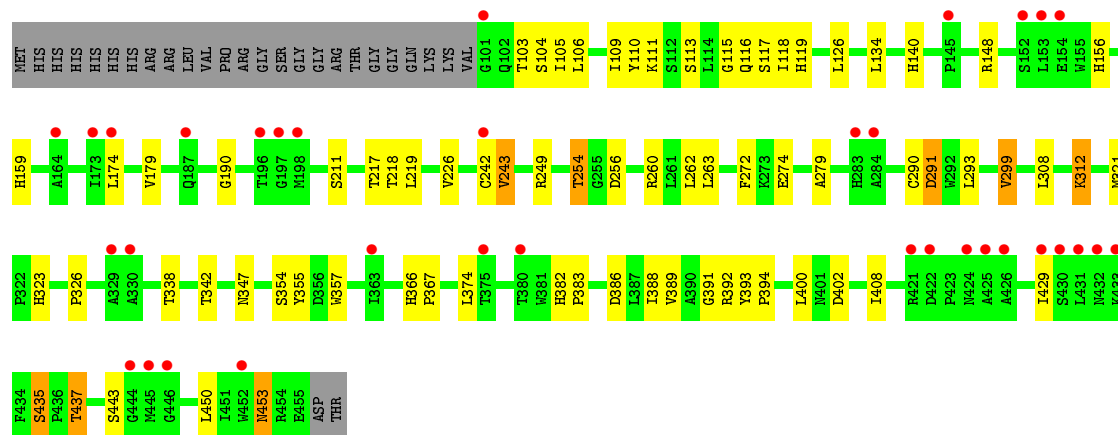 MET HIS HIS HIS HIS HIS HIS ARG ARG LEU VAL PRO ARG GLY SER GLY GLY ARG THR GLY GLY GLN LYS LYS VAL G101 Q102 T103 S104 I105 L106 I109 Y110 K111 S112 S113 L114 G115 Q116 S117 I118 H119 L126 L134 H140 P145 R148 S152 L153 E154 W155 H156
H159 A164 I173 L174 V179 Q187 G190 T196 G197 M198 S211 T217 T218 L219 V226 C242 V243 R249 T254 G255 D256 R260 L261 L262 L263 F272 K273 E274 A279 H283 A284 C290 D291 W292 L293 V299 L308 K312 M321
P322 H323 P326 A329 A330 T338 T342 N347 S354 Y355 D356 W357 I363 H366 P367 L374 T375 T380 W381 H382 P383 D386 L387 I388 V389 A390 G391 R392 Y393 P394 L400 N401 D402 I408 R421 D422 P423 N424 A425 A426 I429 S430 L431 N432
F434 S435 P436 T437 S443 G444 M445 G446 L450 I451 W452 N453 R454 E455 ASP THR